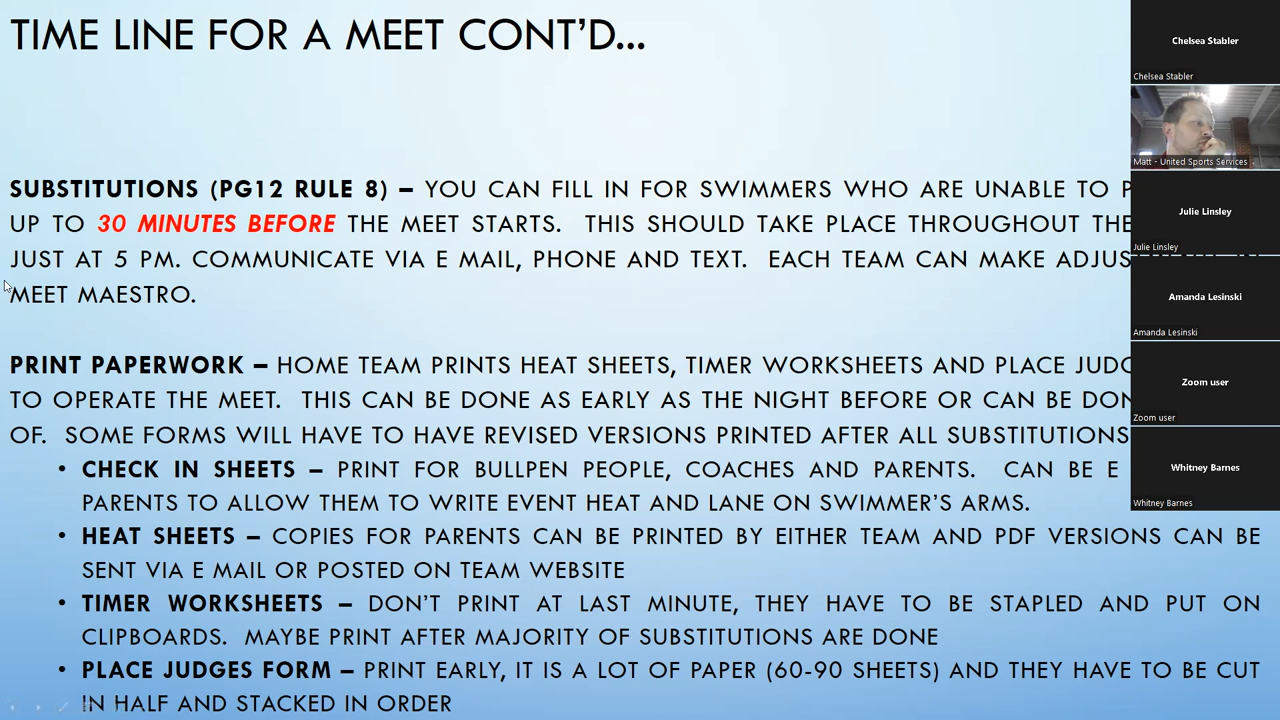 TIME LINE FOR A MEET CONT'D...
SUBSTITUTIONS (PG12 RULE 8) – YOU CAN FILL IN FOR SWIMMERS WHO ARE UNABLE TO
UP TO 30 MINUTES BEFORE THE MEET STARTS. THIS SHOULD TAKE PLACE THROUGHOUT THE
JUST AT 5 PM. COMMUNICATE VIA E MAIL, PHONE AND TEXT. EACH TEAM CAN MAKE
MEET MAESTRO.
PRINT PAPERWORK – HOME TEAM PRINTS HEAT SHEETS, TIMER WORKSHEETS AND PLACE
TO OPERATE THE MEET. THIS CAN BE DONE AS EARLY AS THE NIGHT BEFORE OR CAN BE
OF. SOME FORMS WILL HAVE TO HAVE REVISED VERSIONS PRINTED AFTER ALL SUBSTITUTIONS
• CHECK IN SHEETS – PRINT FOR BULLPEN PEOPLE, COACHES AND PARENTS. CAN BE E
PARENTS TO ALLOW THEM TO WRITE EVENT HEAT AND LANE ON SWIMMER'S ARMS.
• HEAT SHEETS – COPIES FOR PARENTS CAN BE PRINTED BY EITHER TEAM AND PDF VERSIONS CAN BE
SENT VIA E MAIL OR POSTED ON TEAM WEBSITE
• TIMER WORKSHEETS – DON'T PRINT AT LAST MINUTE, THEY HAVE TO BE STAPLED AND PUT ON
CLIPBOARDS. MAYBE PRINT AFTER MAJORITY OF SUBSTITUTIONS ARE DONE
• PLACE JUDGES FORM – PRINT EARLY, IT IS A LOT OF PAPER (60-90 SHEETS) AND THEY HAVE TO BE CUT
IN HALF AND STACKED IN ORDER
Chelsea Stabler
Chelsea Stabler
Matt - United Sports Services
Julie Linsley
Julie Linsley
Amanda Lesinski
Amanda Lesinski
Zoom user
Zoom user
Whitney Barnes
Whitney Barnes